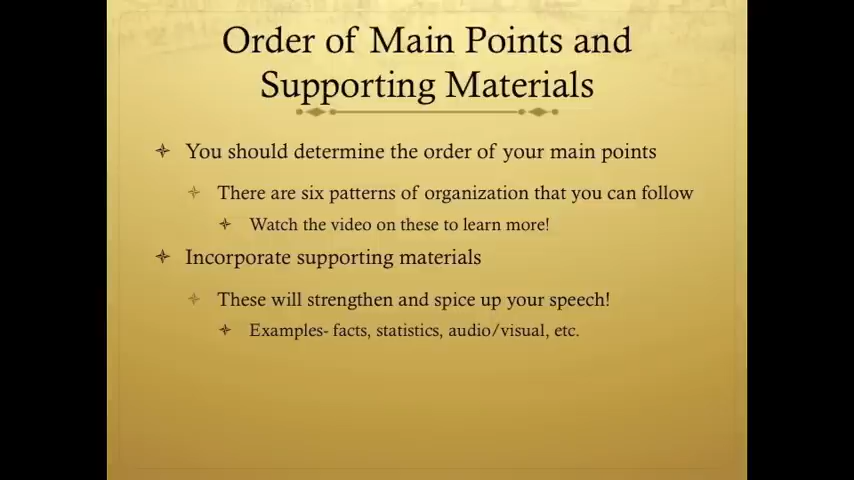 Order of Main Points and
Supporting Materials
You should determine the order of your main points
There are six patterns of organization that you can follow
Watch the video on these to learn more!
Incorporate supporting materials
These will strengthen and spice up your speech!
Examples- facts, statistics, audio/visual, etc.